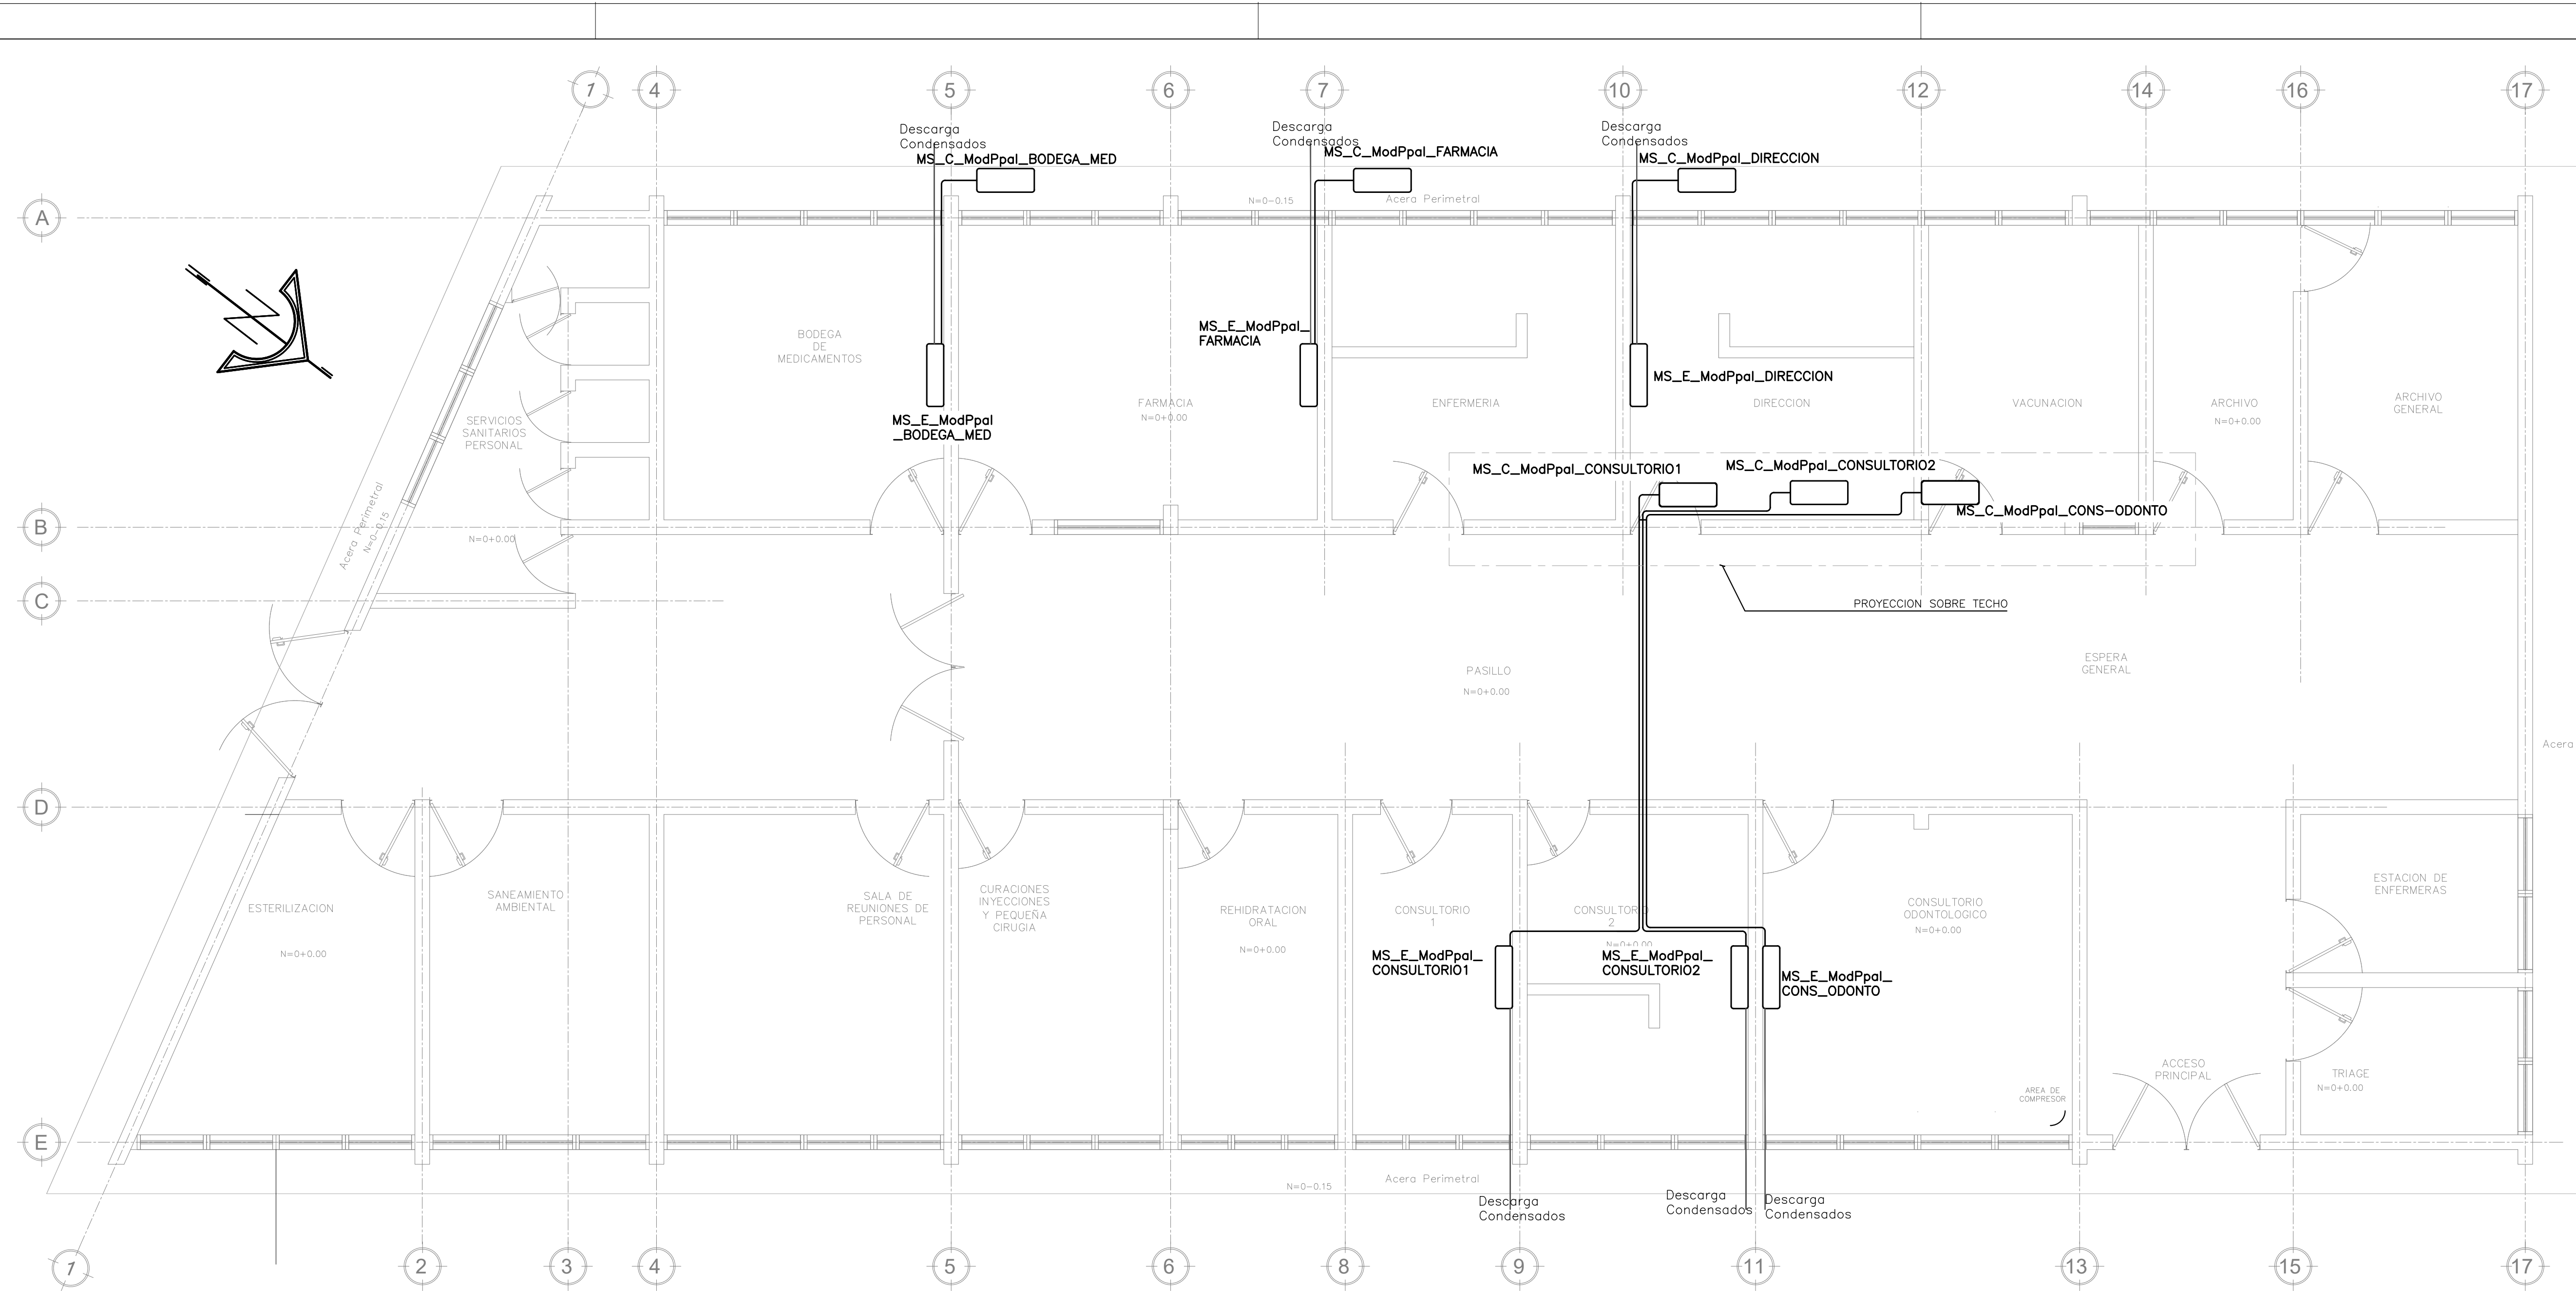 1
4
5
6
7
10
12
14
16
17
Descarga
Condensados
MS_C_ModPpal_BODEGA_MED
Descarga
Condensados
MS_C_ModPpal_FARMACIA
Descarga
Condensados
MS_C_ModPpal_DIRECCION
A
N=0-0.15
Acera Perimetral
BODEGA
DE
MEDICAMENTOS
MS_E_ModPpal_
FARMACIA
MS_E_ModPpal_DIRECCION
SERVICIOS
SANITARIOS
PERSONAL
MS_E_ModPpal
_BODEGA_MED
FARMACIA
N=0+0.00
ENFERMERIA
DIRECCION
VACUNACION
ARCHIVO
N=0+0.00
ARCHIVO
GENERAL
MS_C_ModPpal_CONSULTORIO1
MS_C_ModPpal_CONSULTORIO2
MS_C_ModPpal_CONS-ODONTO
Acera Perimetral
N=0-0.15
B
N=0+0.00
C
PROYECCION SOBRE TECHO
PASILLO
N=0+0.00
ESPERA
GENERAL
Acera
D
ESTERILIZACION
N=0+0.00
SANEAMIENTO
AMBIENTAL
SALA DE
REUNIONES DE
PERSONAL
CURACIONES
INYECCIONES
Y PEQUEÑA
CIRUGIA
REHIDRATACION
ORAL
N=0+0.00
CONSULTORIO
1
CONSULTORIO
2
N=0+0.00
CONSULTORIO
ODONTOLOGICO
N=0+0.00
ESTACION DE
ENFERMERAS
MS_E_ModPpal_
CONSULTORIO1
MS_E_ModPpal_
CONSULTORIO2
MS_E_ModPpal_
CONS_ODONTO
AREA DE
COMPRESOR
ACCESO
PRINCIPAL
TRIAGE
N=0+0.00
E
N=0-0.15
Acera Perimetral
Descarga
Condensados
Descarga
Condensados
Descarga
Condensados
1
2
3
4
5
6
8
9
11
13
15
17